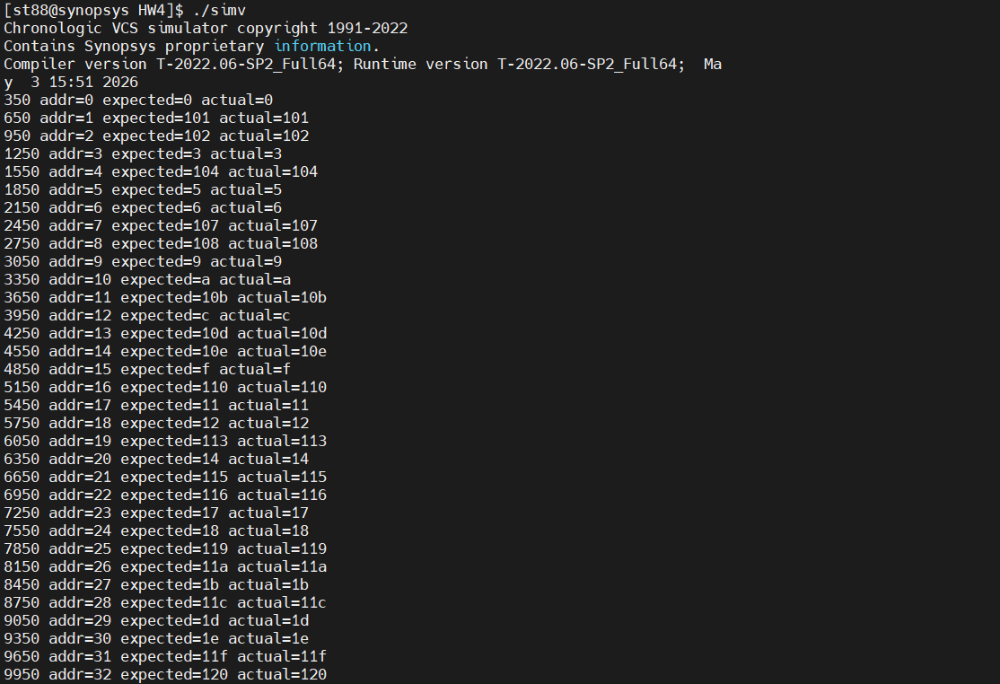 [st88@synopsys HW4]$ ./simv
Chronologic VCS simulator copyright 1991-2022
Contains Synopsys proprietary information.
Compiler version T-2022.06-SP2_Full64; Runtime version T-2022.06-SP2_Full64;  Ma
y  3 15:51 2026
350 addr=0 expected=0 actual=0
650 addr=1 expected=101 actual=101
950 addr=2 expected=102 actual=102
1250 addr=3 expected=3 actual=3
1550 addr=4 expected=104 actual=104
1850 addr=5 expected=5 actual=5
2150 addr=6 expected=6 actual=6
2450 addr=7 expected=107 actual=107
2750 addr=8 expected=108 actual=108
3050 addr=9 expected=9 actual=9
3350 addr=10 expected=a actual=a
3650 addr=11 expected=10b actual=10b
3950 addr=12 expected=c actual=c
4250 addr=13 expected=10d actual=10d
4550 addr=14 expected=10e actual=10e
4850 addr=15 expected=f actual=f
5150 addr=16 expected=110 actual=110
5450 addr=17 expected=11 actual=11
5750 addr=18 expected=12 actual=12
6050 addr=19 expected=113 actual=113
6350 addr=20 expected=14 actual=14
6650 addr=21 expected=115 actual=115
6950 addr=22 expected=116 actual=116
7250 addr=23 expected=17 actual=17
7550 addr=24 expected=18 actual=18
7850 addr=25 expected=119 actual=119
8150 addr=26 expected=11a actual=11a
8450 addr=27 expected=1b actual=1b
8750 addr=28 expected=11c actual=11c
9050 addr=29 expected=1d actual=1d
9350 addr=30 expected=1e actual=1e
9650 addr=31 expected=11f actual=11f
9950 addr=32 expected=120 actual=120